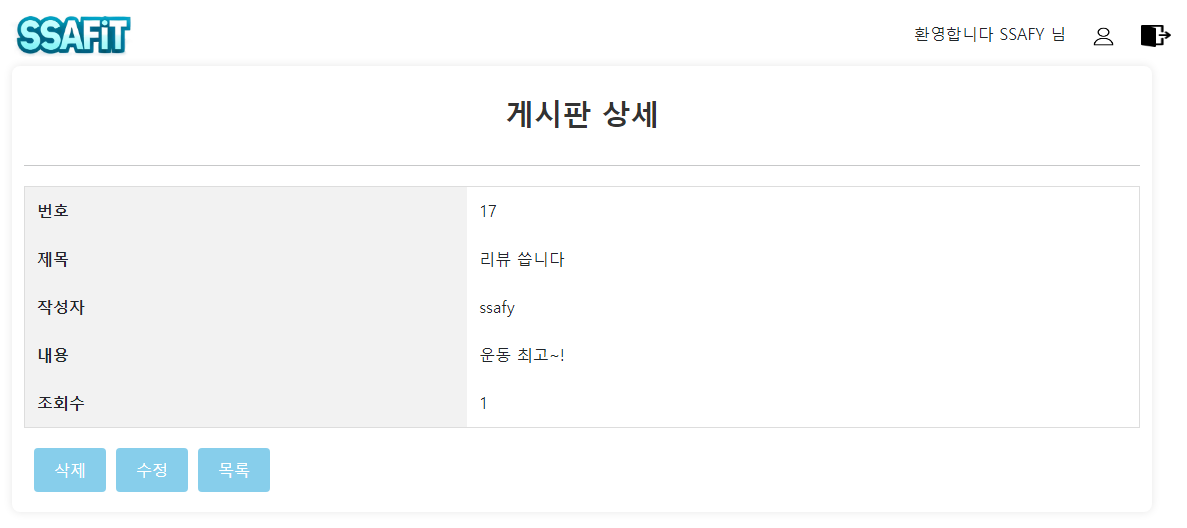 SSAFiT
환영합니다 SSAFY 님
게시판 상세
번호 17
제목 리뷰 씁니다
작성자 ssafy
내용 운동 최고~!
조회수 1
삭제 수정 목록